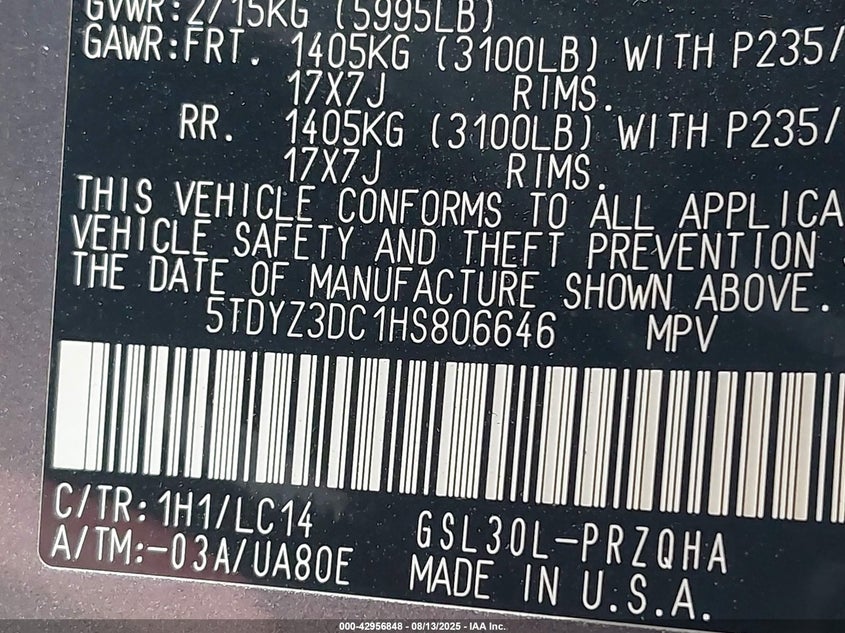 GVWR:2715KG (5995LB)
GAWR:FRT. 1405KG (3100LB) WITH P235/
17X7J RIMS.
RR. 1405KG (3100LB) WITH P235/
17X7J RIMS.
THIS VEHICLE CONFORMS TO ALL APPLICA
VEHICLE SAFETY AND THEFT PREVENTION
THE DATE OF MANUFACTURE SHOWN ABOVE.
5TDYZ3DC1HS806646 MPV
C/TR:1H1/LC14
A/TM:-03A/UA80E
GSL30L-PRZQHA
MADE IN U.S.A.
000-42956848 - 08/13/2025 - IAA Inc.